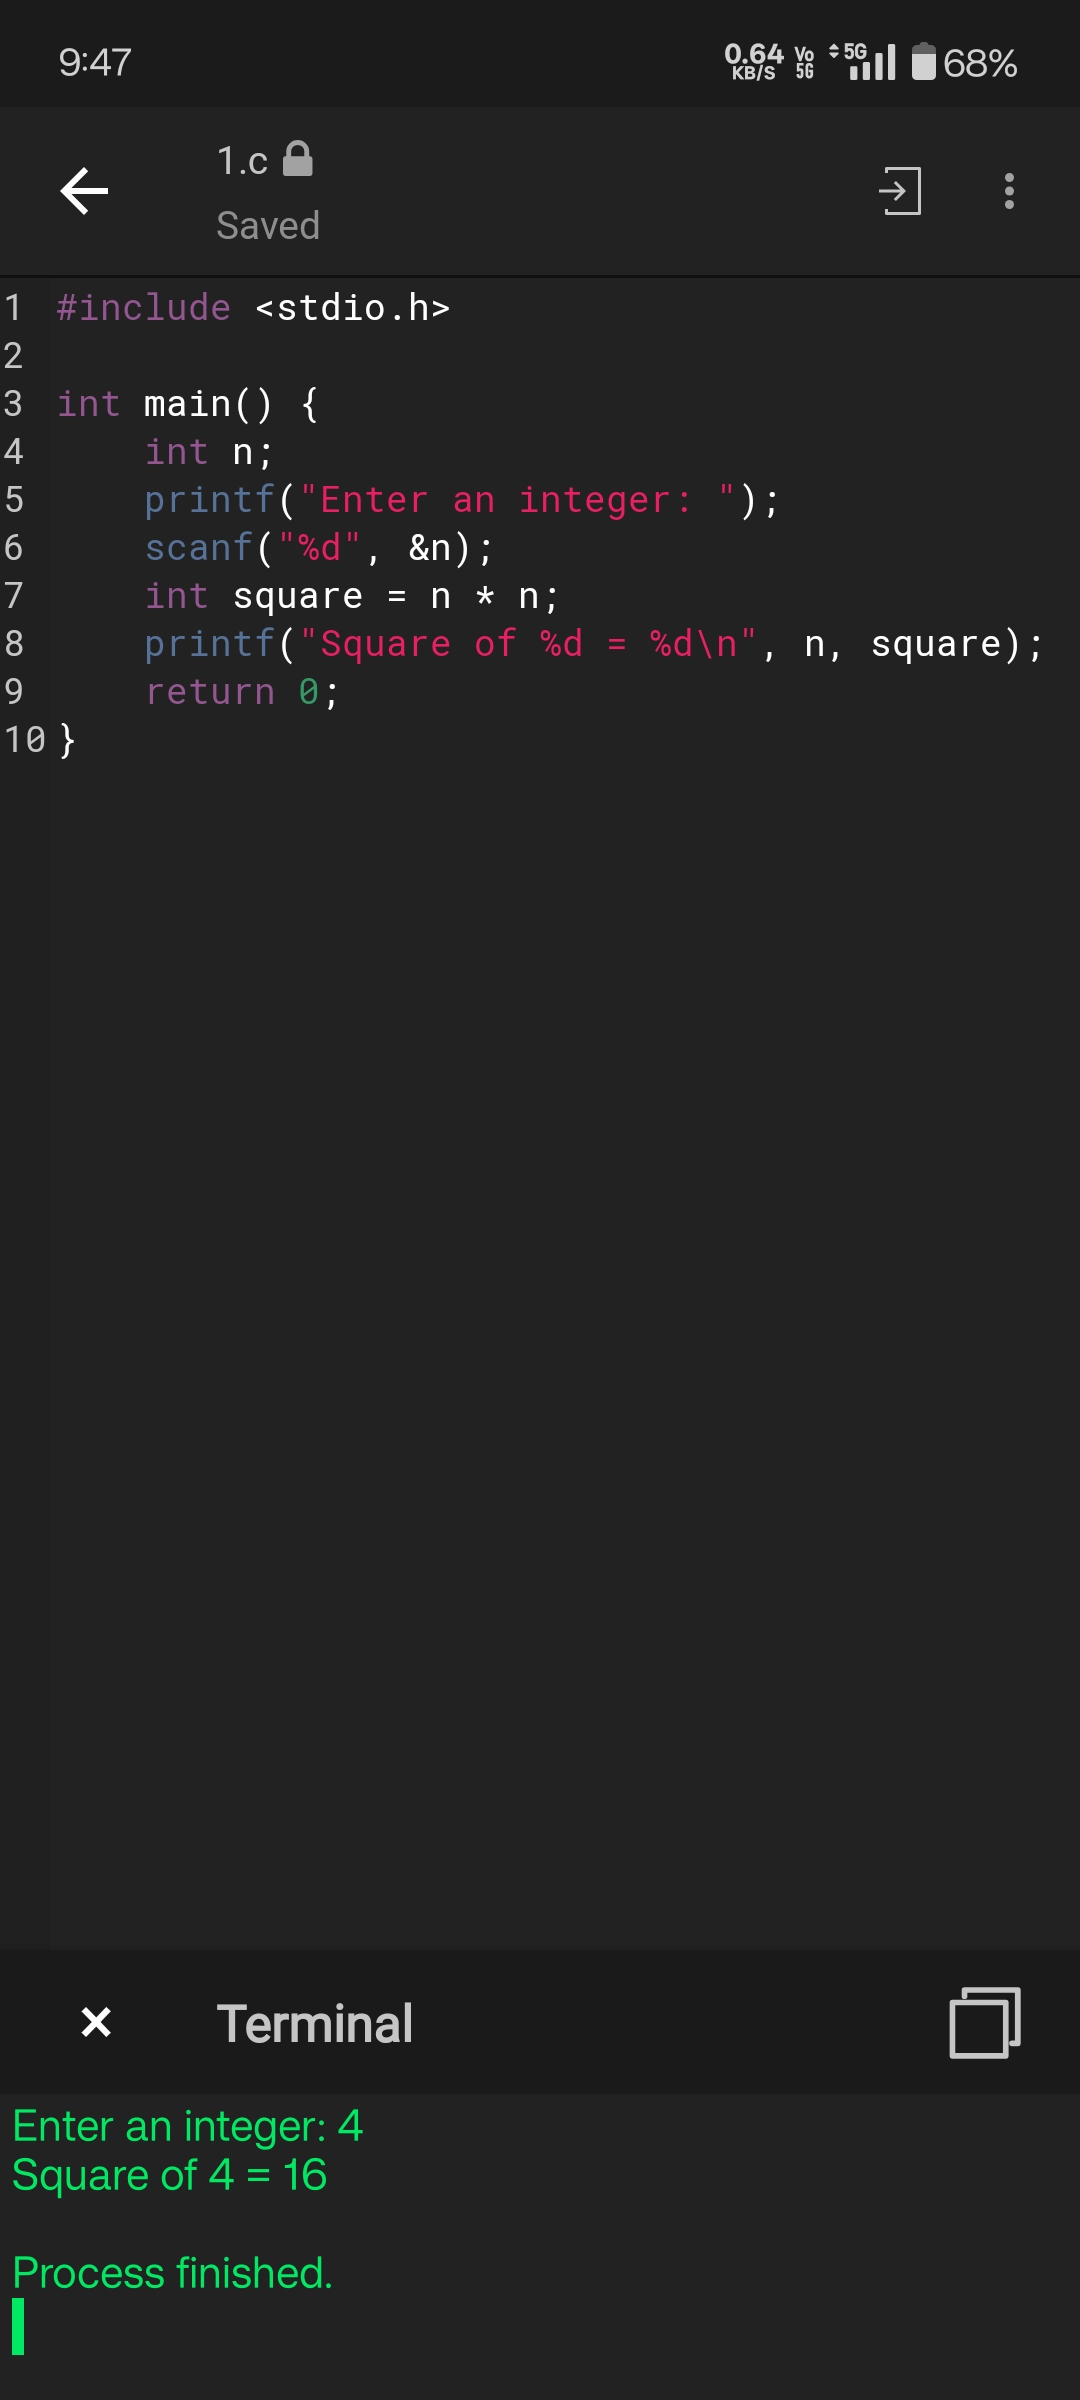 9:47
0.64 KB/S Vo 5G 5G 68%
1.c
Saved
1 #include <stdio.h>
2
3 int main() {
4     int n;
5     printf("Enter an integer: ");
6     scanf("%d", &n);
7     int square = n * n;
8     printf("Square of %d = %d\n", n, square);
9     return 0;
10 }
Terminal
Enter an integer: 4
Square of 4 = 16
Process finished.